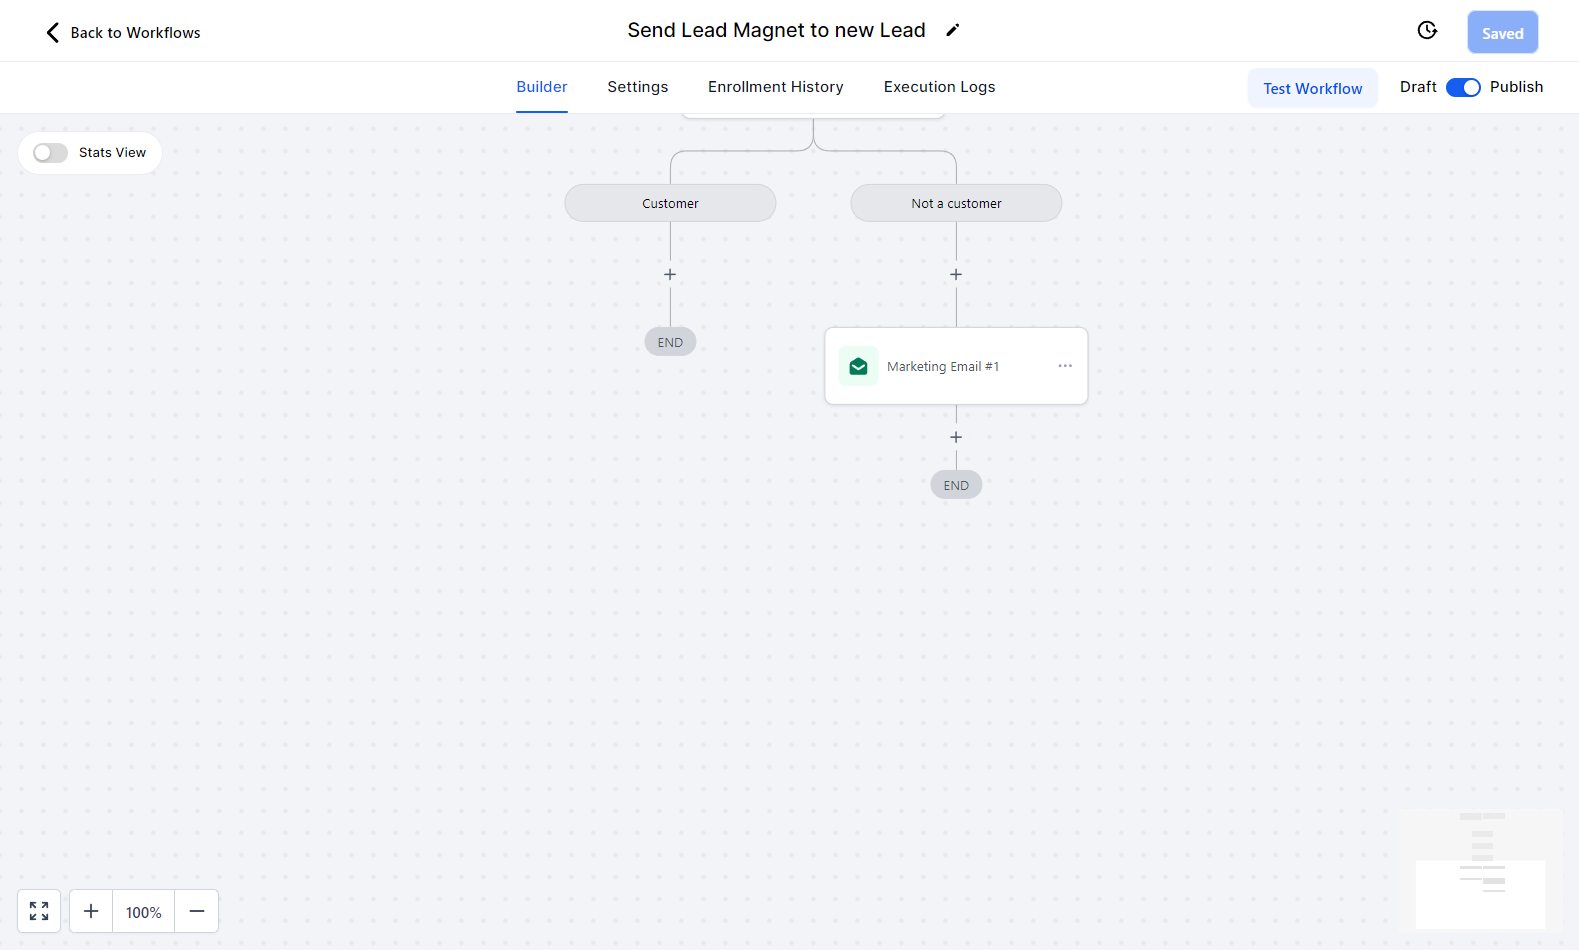 Back to Workflows
Send Lead Magnet to new Lead
Saved
Builder
Settings
Enrollment History
Execution Logs
Test Workflow
Draft
Publish
Stats View
Customer
Not a customer
END
Marketing Email #1
END
100%